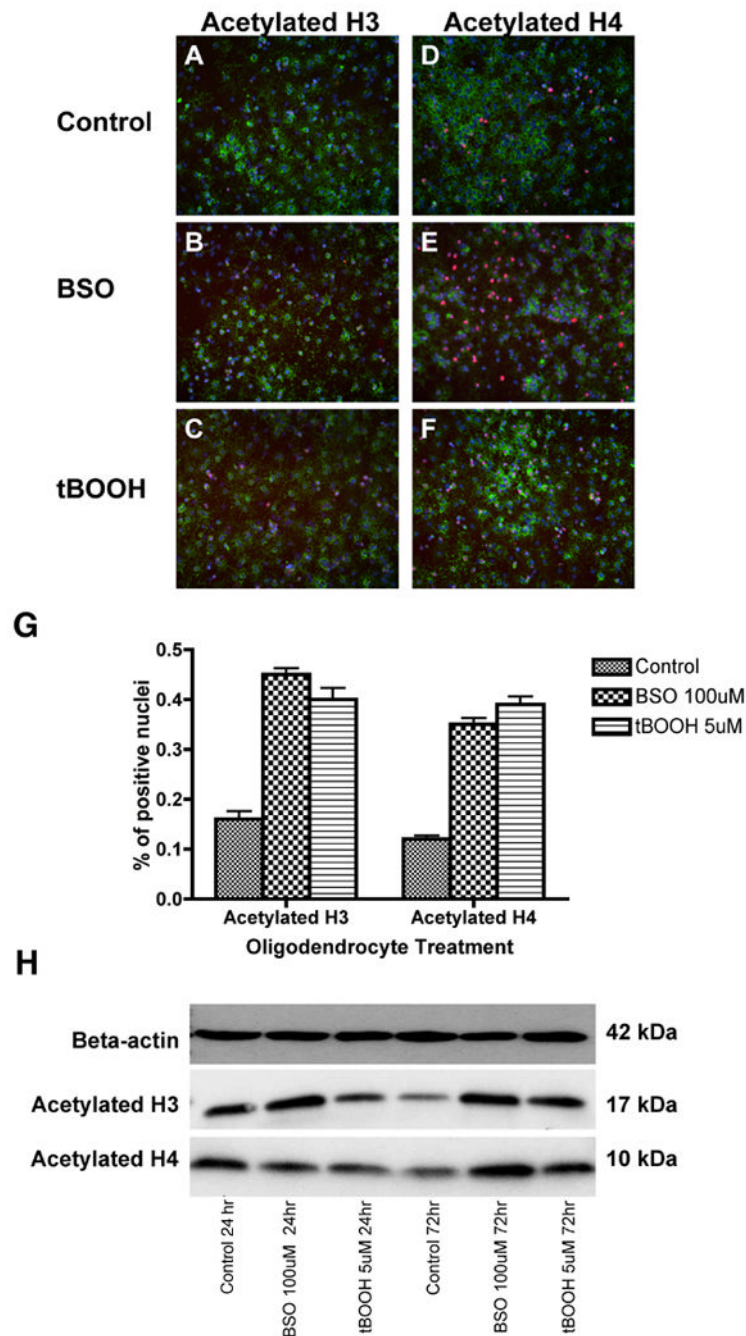 Acetylated H3 Acetylated H4
Control
A
D
BSO
B
E
tBOOH
C
F
G
% of positive nuclei
0.5
0.4
0.2
0.1
0.0
Acetylated H3 Acetylated H4
Oligodendrocyte Treatment
Control
BSO 100uM
tBOOH 5uM
H
Beta-actin 42 kDa
Acetylated H3 17 kDa
Acetylated H4 10 kDa
Control 24 hr
BSO 100uM 24hr
tBOOH 5uM 24hr
Control 72hr
BSO 100uM 72hr
tBOOH 5uM 72hr